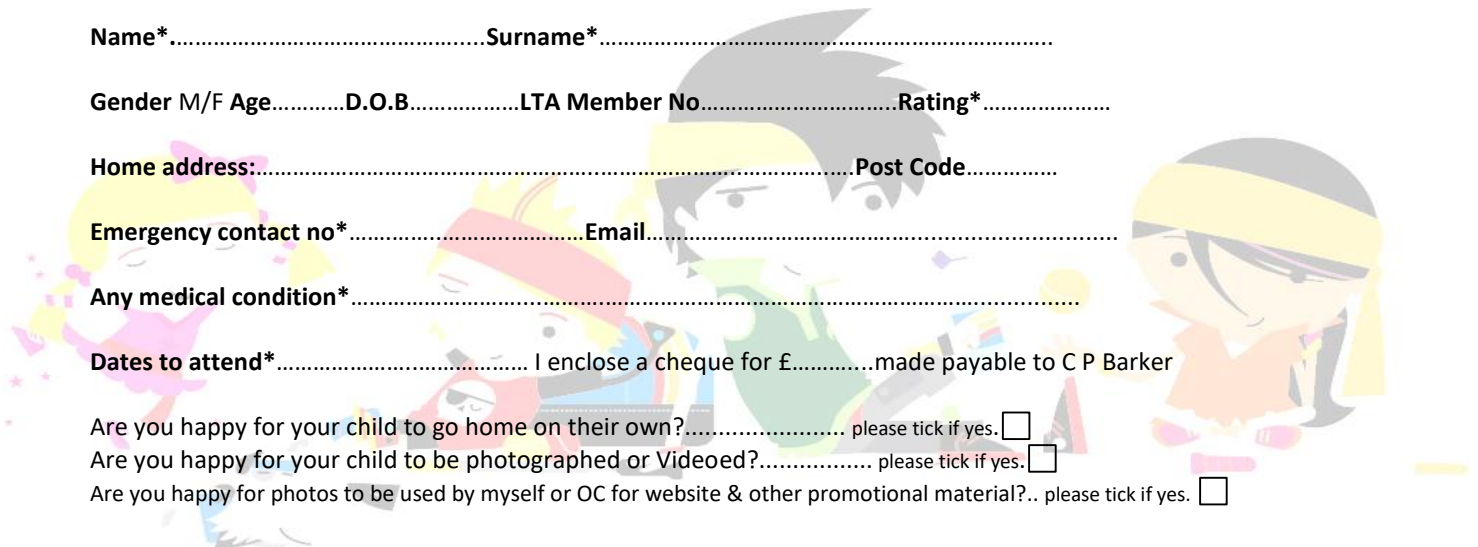 Name*.………………………………………....Surname*……………………………………………………………..
Gender M/F Age…………D.O.B………………LTA Member No………………………….Rating*…………………
Home address:……………………………………………..………………………………….Post Code……………
Emergency contact no*……………......…..…………Email……………………………………...............................
Any medical condition*……………........……………………………………………………………………...............
Dates to attend*…………………..……………… I enclose a cheque for £………....made payable to C P Barker
Are you happy for your child to go home on their own?........................ please tick if yes.
Are you happy for your child to be photographed or Videoed?................. please tick if yes.
Are you happy for photos to be used by myself or OC for website & other promotional material?.. please tick if yes.